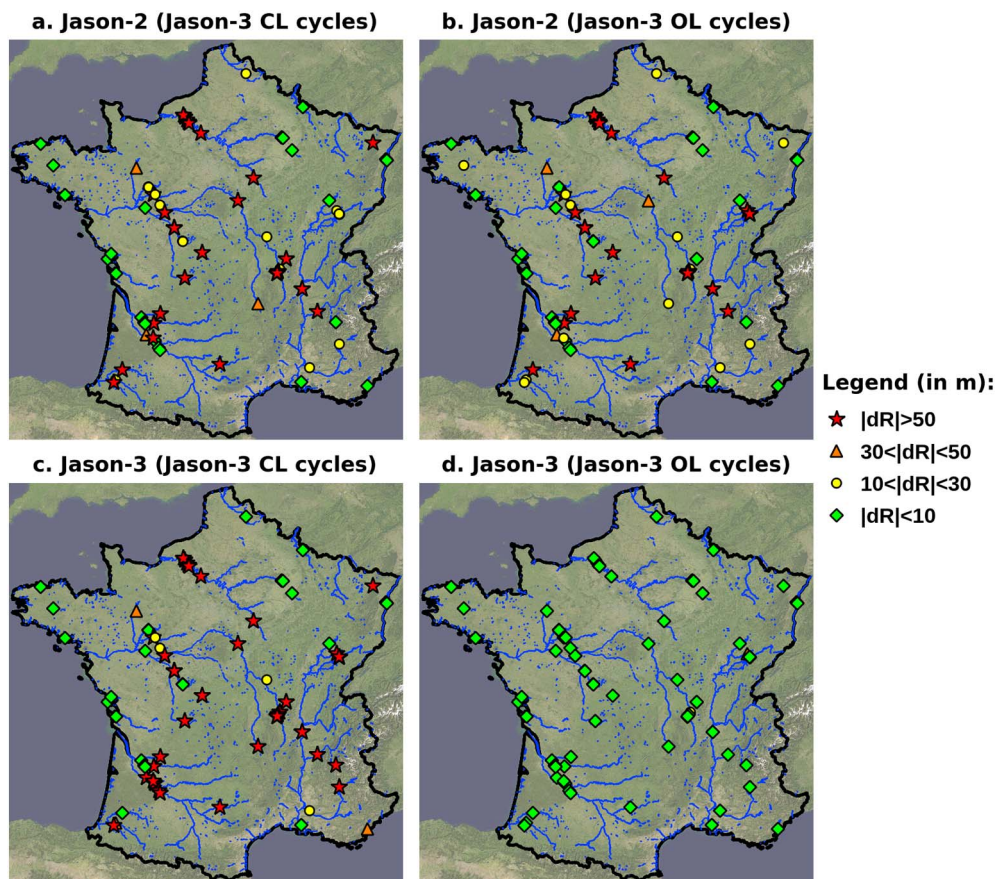 a. Jason-2 (Jason-3 CL cycles)
b. Jason-2 (Jason-3 OL cycles)
c. Jason-3 (Jason-3 CL cycles)
d. Jason-3 (Jason-3 OL cycles)
Legend (in m):
|dR|>50
30<|dR|<50
10<|dR|<30
|dR|<10